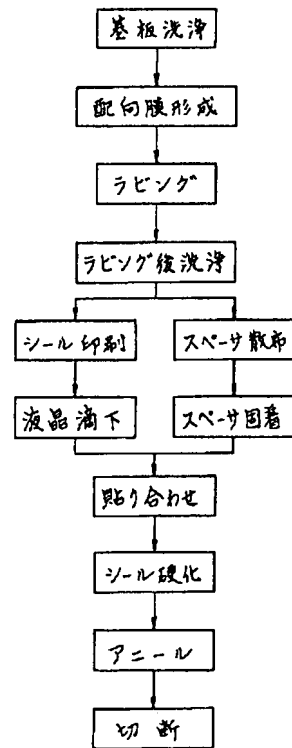 基板洗浄
配向膜形成
ラビング
ラビング後洗浄
シール印刷
スペーサ散布
液晶滴下
スペーサ固着
貼り合わせ
シール硬化
アニール
切断